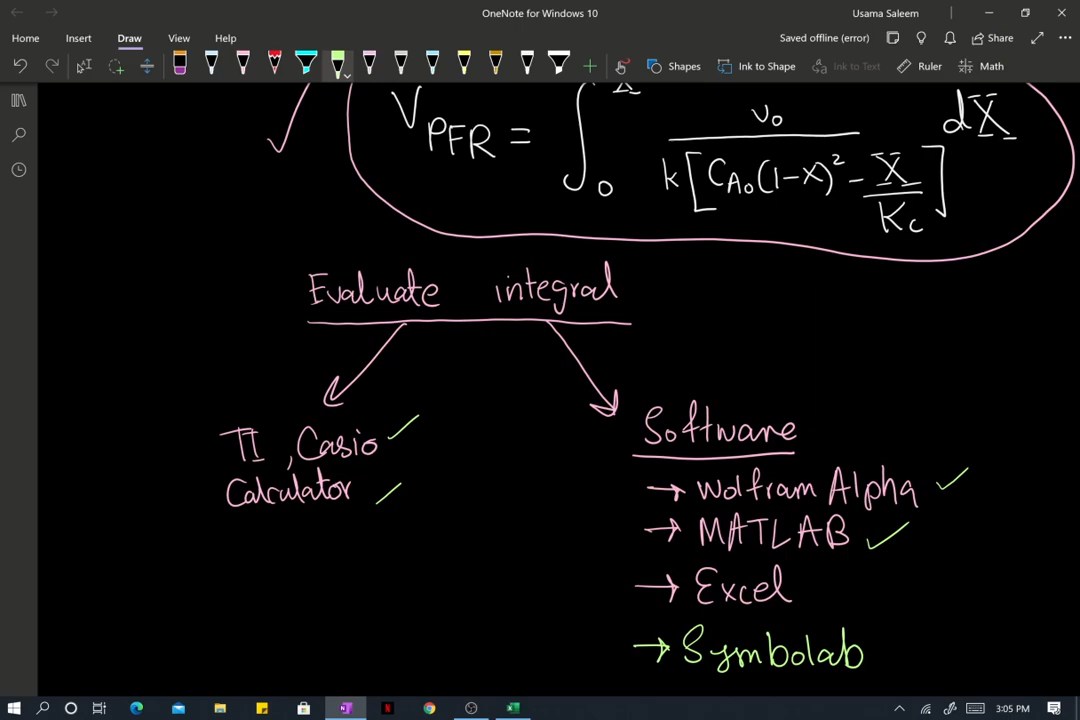 OneNote for Windows 10
Usama Saleem
Home Insert Draw View Help
Saved offline (error)
Share
Shapes
Ink to Shape
Ink to Text
Ruler
Math
V_PFR = ∫_0^X v_0 / k[C_A0(1-X)^2 - X/K_C] dX
Evaluate integral
TI, Casio
Calculator
Software
→ Wolfram Alpha
→ MATLAB
→ Excel
→ Symbolab
3:05 PM